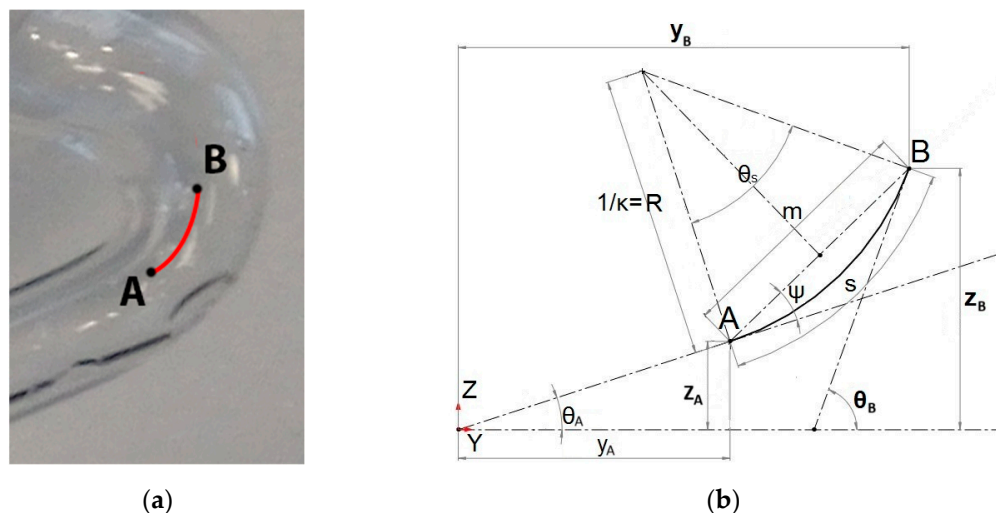 B
A
(a)
y_B
B
θ_s
1/κ=R
m
ψ
s
A
z_B
z_A
Z
θ_A
θ_B
Y
y_A
(b)